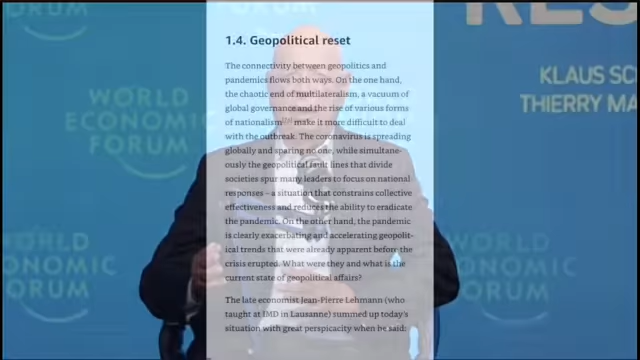 WORLD
ECONOMIC
FORUM
RES
KLAUS SC
THIERRY MA
1.4. Geopolitical reset
The connectivity between geopolitics and
pandemics flows both ways. On the one hand,
the chaotic end of multilateralism, a vacuum of
global governance and the rise of various forms
of nationalism make it more difficult to deal
with the outbreak. The coronavirus is spreading
globally and sparing no one, while simultane-
ously the geopolitical fault lines that divide
societies spur many leaders to focus on national
responses – a situation that constrains collective
effectiveness and reduces the ability to eradicate
the pandemic. On the other hand, the pandemic
is clearly exacerbating and accelerating geopolit-
ical trends that were already apparent before the
crisis erupted. What were they and what is the
current state of geopolitical affairs?
The late economist Jean-Pierre Lehmann (who
taught at IMD in Lausanne) summed up today's
situation with great perspicacity when he said:
WORLD
ECONOMIC
FORUM
WORLD
ECONOMIC
FORUM